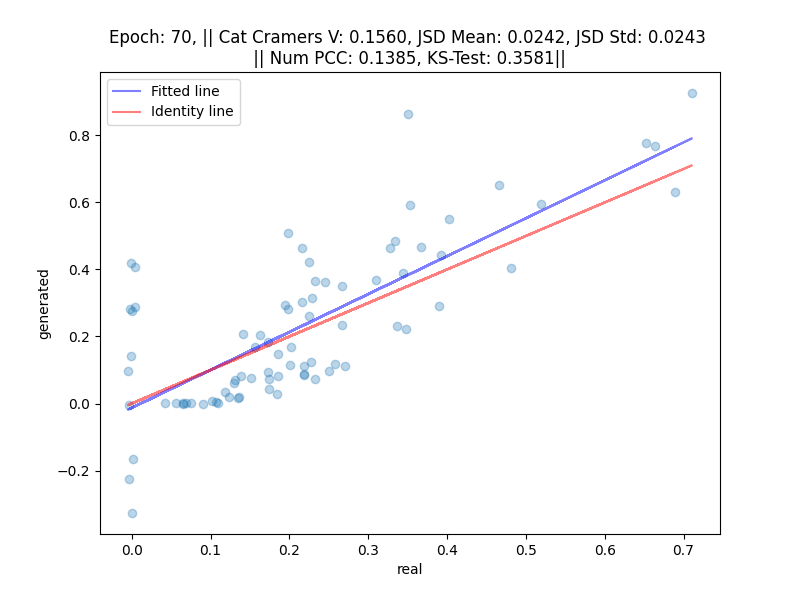 Epoch: 70, || Cat Cramers V: 0.1560, JSD Mean: 0.0242, JSD Std: 0.0243
|| Num PCC: 0.1385, KS-Test: 0.3581||
Fitted line
Identity line
0.8
0.6
0.4
0.2
0.0
−0.2
generated
0.0 0.1 0.2 0.3 0.4 0.5 0.6 0.7
real